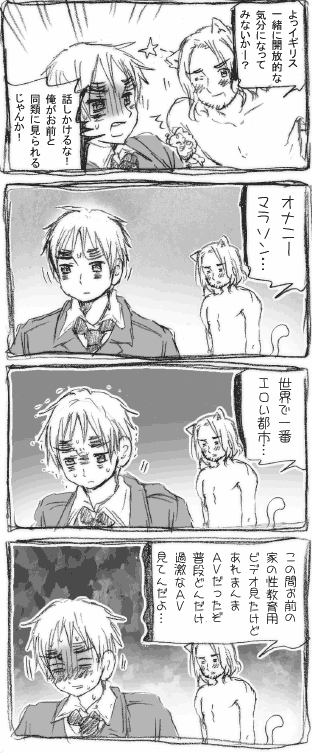 よっイギリス
一緒に開放的な
気分になって
みないかー？
話しかけるな！
俺がお前と
同類に見られる
じゃんか！
オナニー
マラソン…
世界で一番
エロい都市…
この間お前の
家の性教育用
ビデオ見たけど
あれまんま
ＡＶだったぞ
普段どんだけ
過激なＡＶ
見てんだよ…